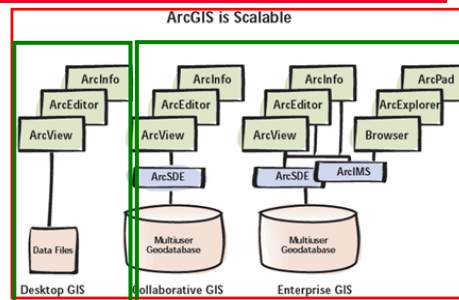 ArcGIS is Scalable
ArcInfo
ArcEditor
ArcView
Data Files
Desktop GIS
ArcInfo
ArcEditor
ArcView
ArcSDE
Multiuser
Geodatabase
Collaborative GIS
ArcInfo
ArcEditor
ArcView
ArcSDE
ArcIMS
Multiuser
Geodatabase
Enterprise GIS
ArcPad
ArcExplorer
Browser